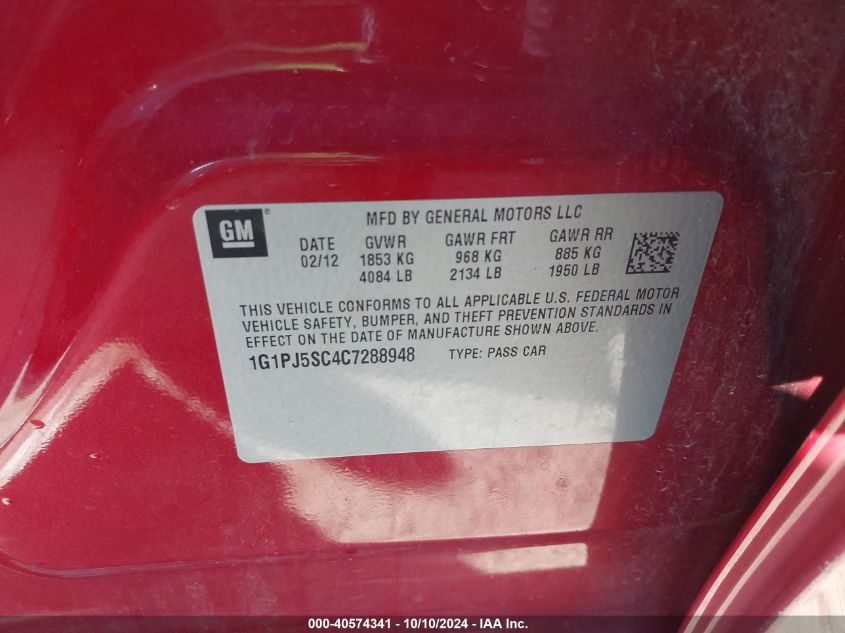 GM
MFD BY GENERAL MOTORS LLC
DATE GVWR GAWR FRT GAWR RR
02/12 1853 KG 968 KG 885 KG
4084 LB 2134 LB 1950 LB
THIS VEHICLE CONFORMS TO ALL APPLICABLE U.S. FEDERAL MOTOR
VEHICLE SAFETY, BUMPER, AND THEFT PREVENTION STANDARDS IN
EFFECT ON THE DATE OF MANUFACTURE SHOWN ABOVE.
1G1PJ5SC4C7288948 TYPE: PASS CAR
000-40574341 - 10/10/2024 - IAA Inc.